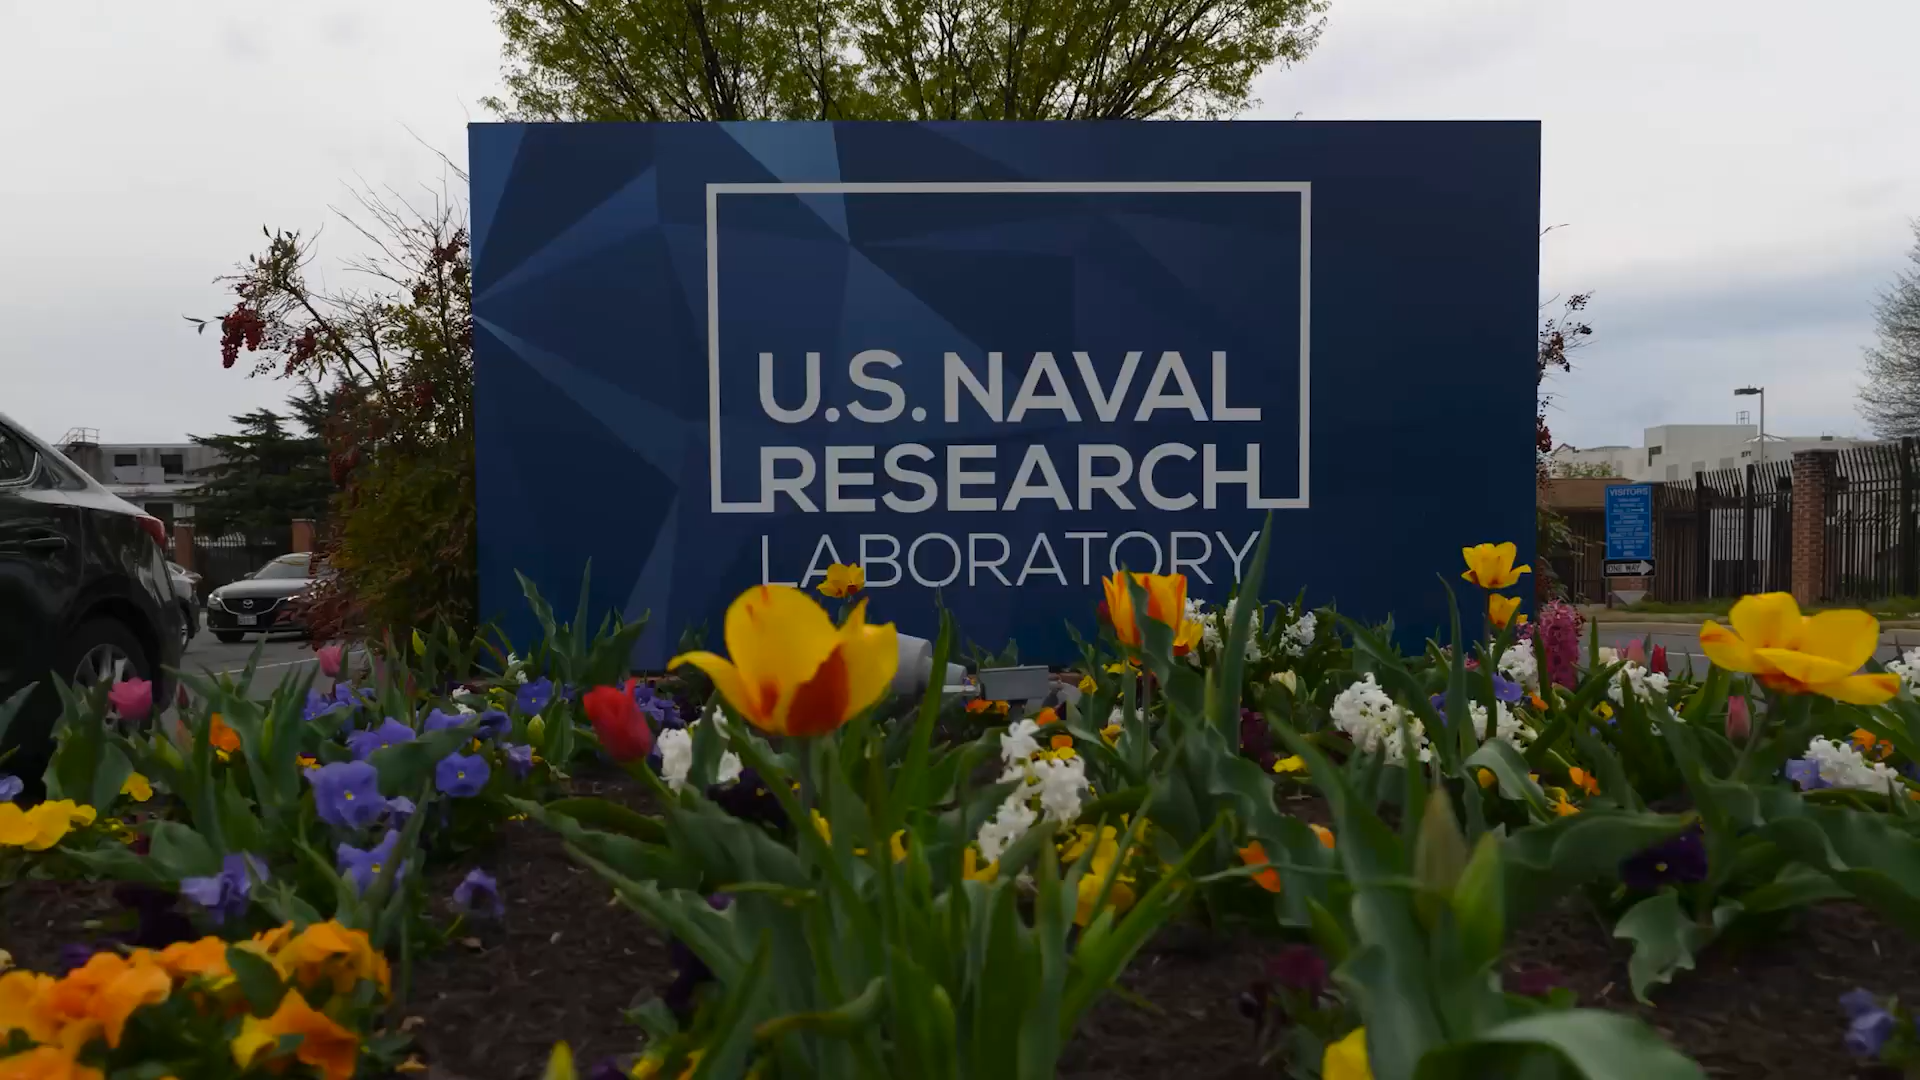 U.S. NAVAL
RESEARCH
LABORATORY
VISITORS
ONE WAY